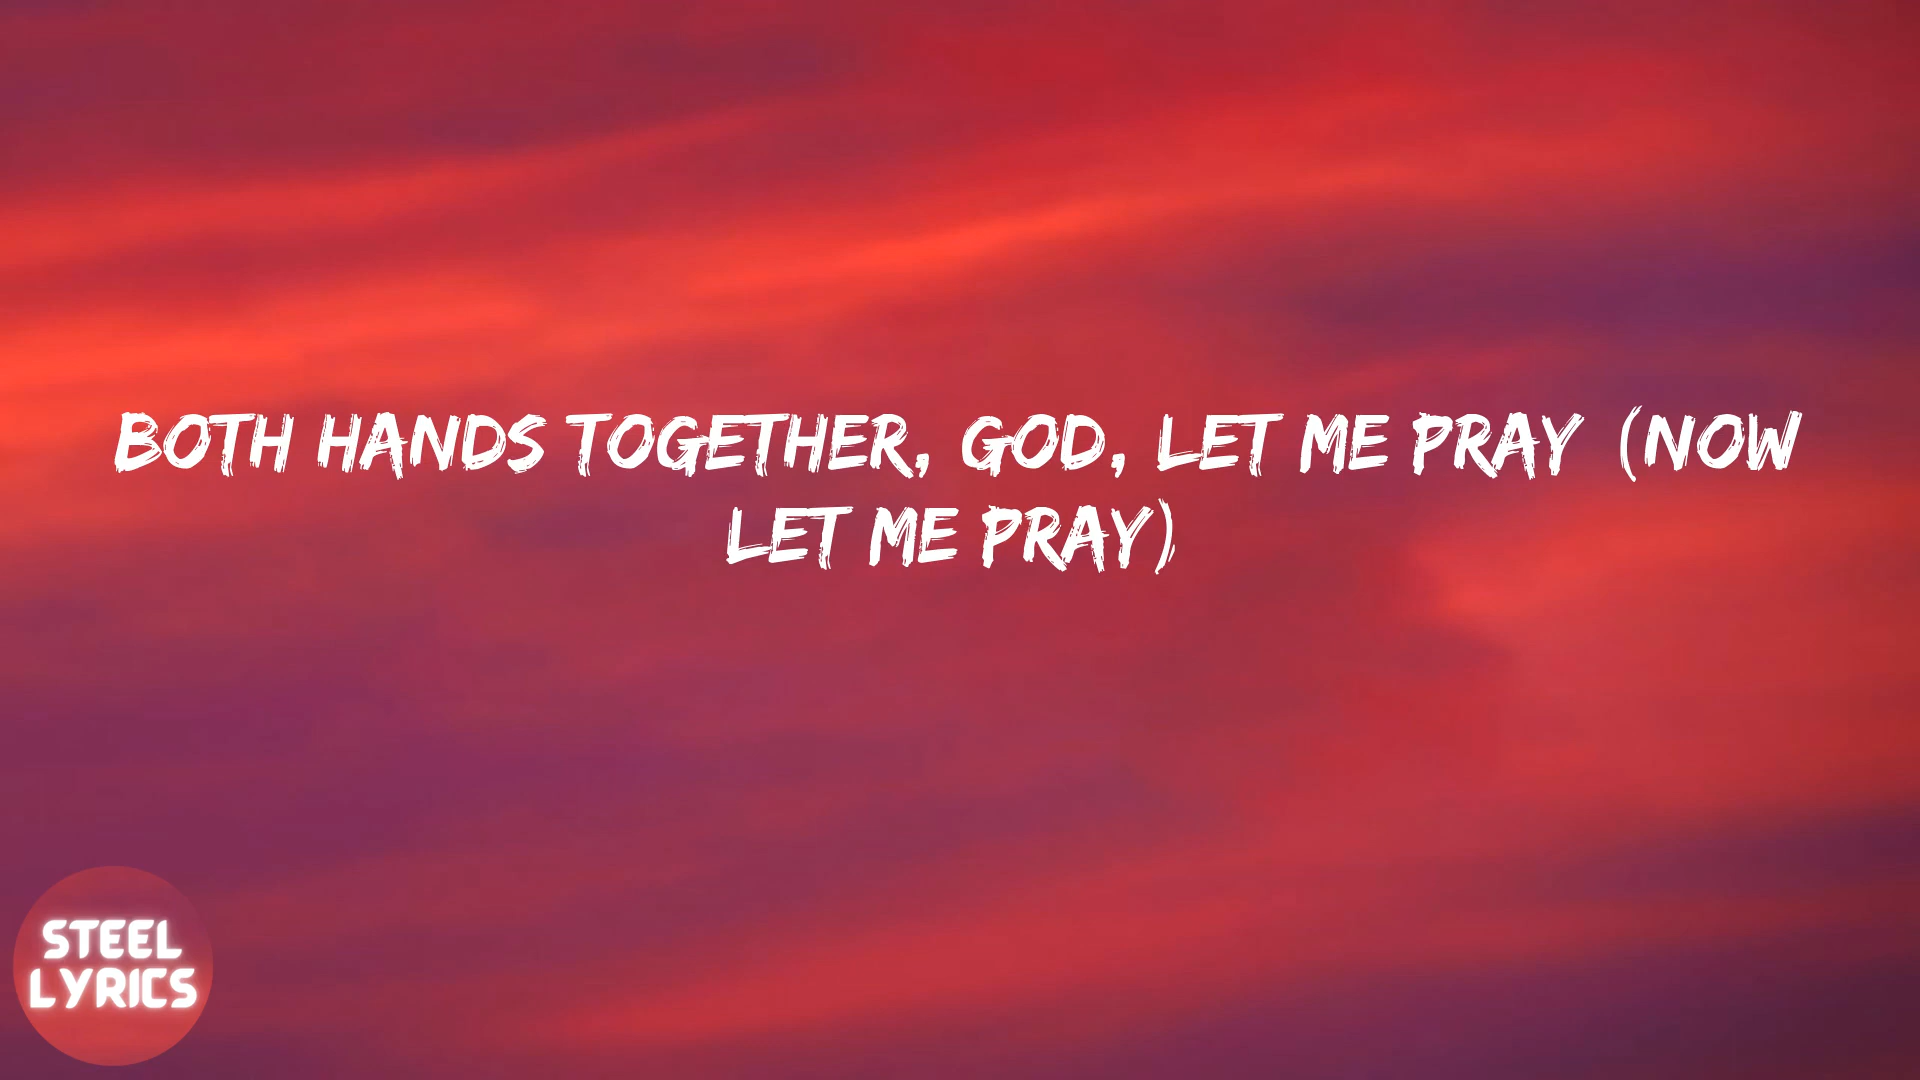 BOTH HANDS TOGETHER, GOD, LET ME PRAY (NOW
LET ME PRAY)
STEEL
LYRICS